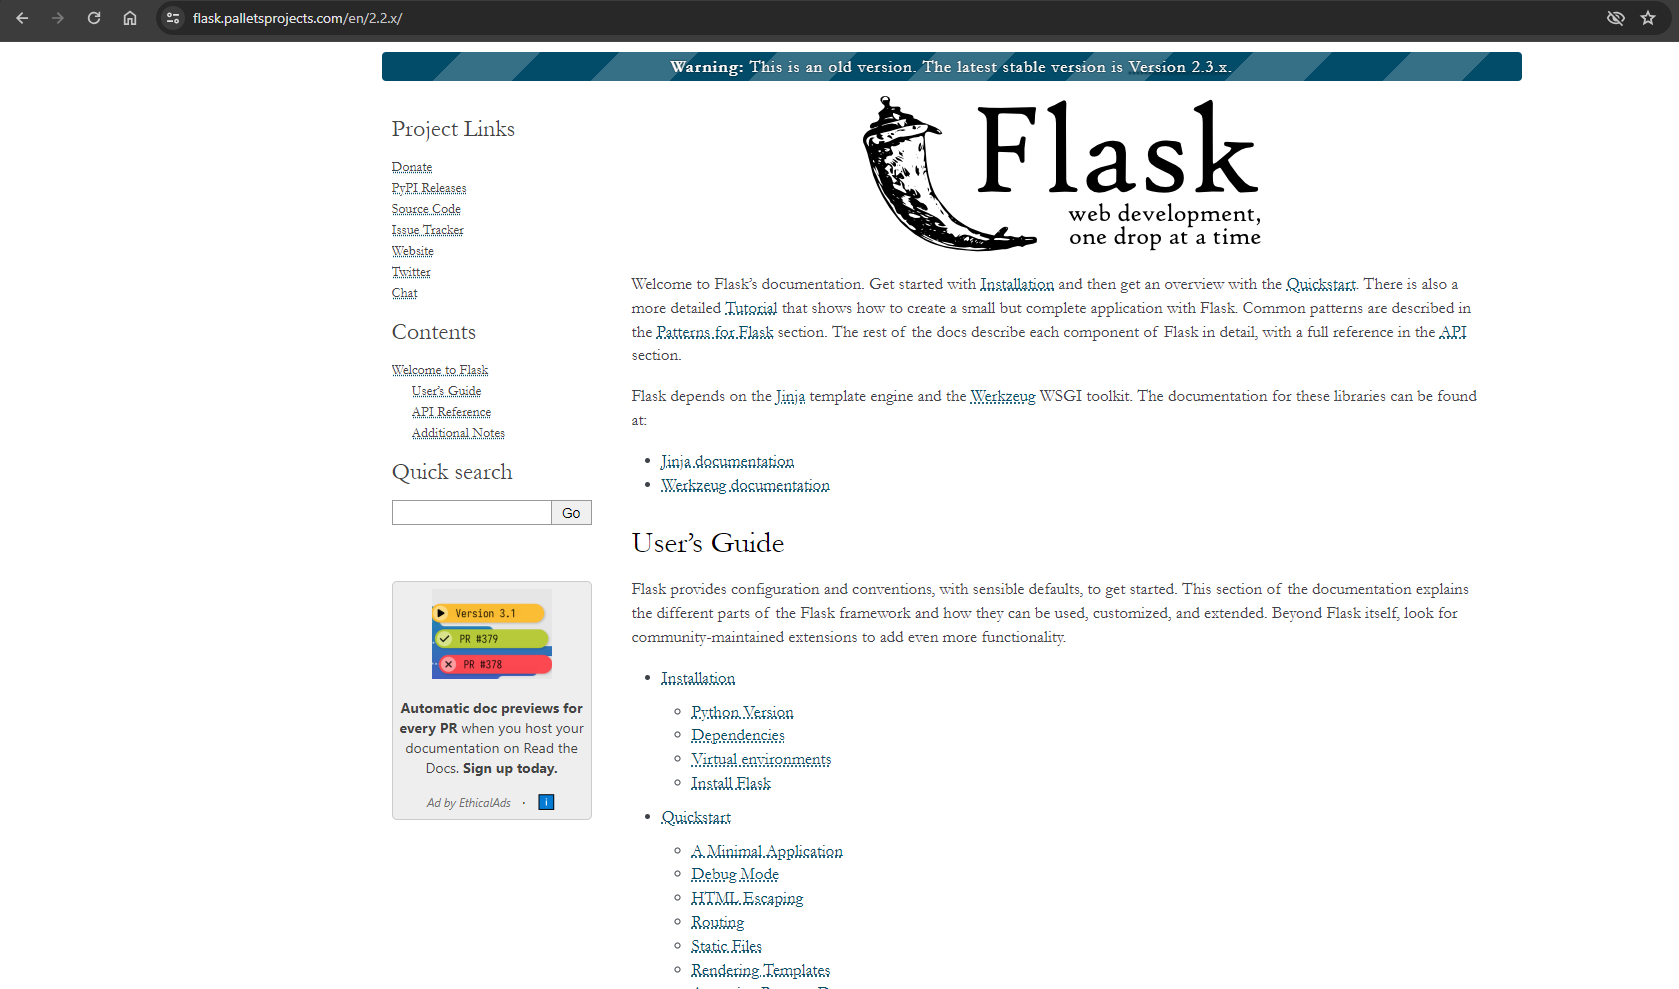 flask.palletsprojects.com/en/2.2.x/
Warning: This is an old version. The latest stable version is Version 2.3.x.
Project Links
Donate
PyPI Releases
Source Code
Issue Tracker
Website
Twitter
Chat
Contents
Welcome to Flask
User’s Guide
API Reference
Additional Notes
Quick search
Go
Version 3.1
PR #379
PR #378
Automatic doc previews for
every PR when you host your
documentation on Read the
Docs. Sign up today.
Ad by EthicalAds ·
i
Flask
web development,
one drop at a time
Welcome to Flask’s documentation. Get started with Installation and then get an overview with the Quickstart. There is also a
more detailed Tutorial that shows how to create a small but complete application with Flask. Common patterns are described in
the Patterns for Flask section. The rest of the docs describe each component of Flask in detail, with a full reference in the API
section.
Flask depends on the Jinja template engine and the Werkzeug WSGI toolkit. The documentation for these libraries can be found
at:
• Jinja documentation
• Werkzeug documentation
User’s Guide
Flask provides configuration and conventions, with sensible defaults, to get started. This section of the documentation explains
the different parts of the Flask framework and how they can be used, customized, and extended. Beyond Flask itself, look for
community-maintained extensions to add even more functionality.
• Installation
◦ Python Version
◦ Dependencies
◦ Virtual environments
◦ Install Flask
• Quickstart
◦ A Minimal Application
◦ Debug Mode
◦ HTML Escaping
◦ Routing
◦ Static Files
◦ Rendering Templates